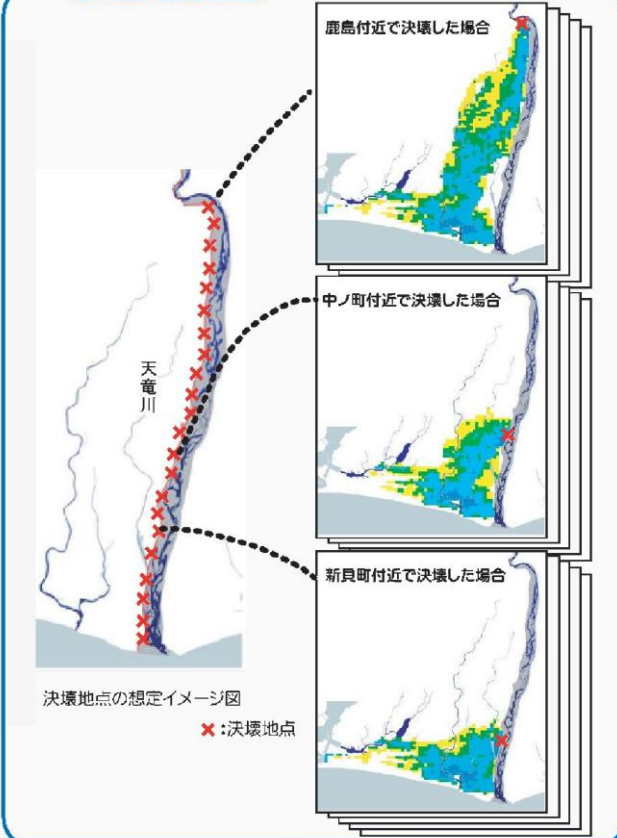 鹿島付近で決壊した場合
中ノ町付近で決壊した場合
天竜川
新貝町付近で決壊した場合
決壊地点の想定イメージ図
×:決壊地点